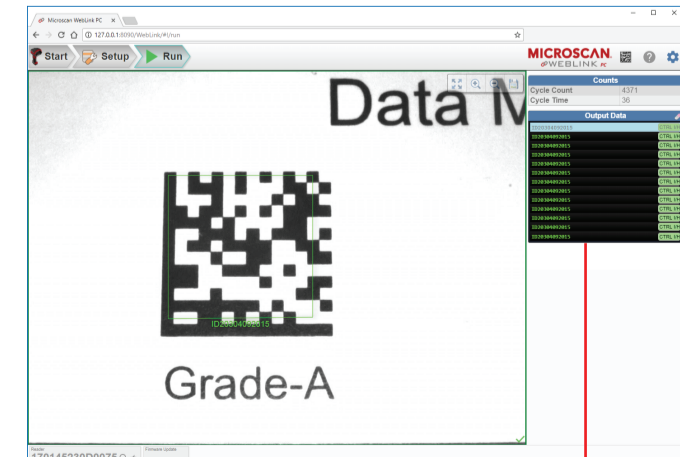 Microscan WebLink PC
127.0.0.1:8090/WebLink/#!/run
Start
Setup
Run
MICROSCAN.
WEBLINK PC
Counts
Cycle Count 4371
Cycle Time 36
Output Data
ID20304092015
ID20304092015 CTRL I/H
ID20304092015 CTRL I/H
ID20304092015 CTRL I/H
ID20304092015 CTRL I/H
ID20304092015 CTRL I/H
ID20304092015 CTRL I/H
ID20304092015 CTRL I/H
ID20304092015 CTRL I/H
ID20304092015 CTRL I/H
ID20304092015 CTRL I/H
ID20304092015 CTRL I/H
ID20304092015 CTRL I/H
Data M
ID20304092015
Grade-A
Reader
Firmware Update